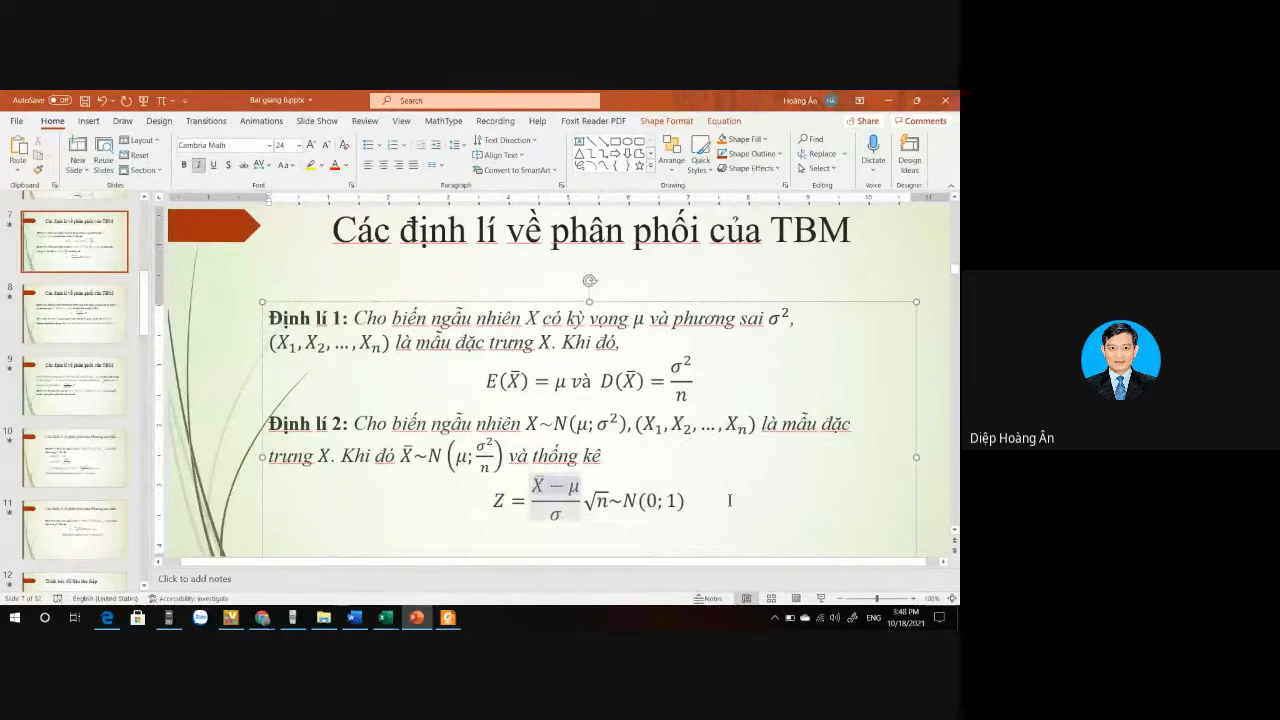 AutoSave Off
Bai giang 6.pptx
Search
Hoàng Ân HÂ
File Home Insert Draw Design Transitions Animations Slide Show Review View MathType Recording Help Foxit Reader PDF Shape Format Equation Share Comments
Paste
New Slide
Reuse Slides
Layout
Reset
Section
Cambria Math 24
Text Direction
Align Text
Convert to SmartArt
Arrange
Quick Styles
Shape Fill
Shape Outline
Shape Effects
Find
Replace
Select
Dictate
Design Ideas
Clipboard Slides Font Paragraph Drawing Editing Voice Designer
7
8
9
10
11
12
Các định lí về phân phối của TBM
Định lí 1: Cho biến ngẫu nhiên X có kỳ vọng μ và phương sai σ²,
(X₁, X₂, …, Xₙ) là mẫu đặc trưng X. Khi đó,
E(X̄) = μ và D(X̄) = σ²/n
Định lí 2: Cho biến ngẫu nhiên X~N(μ; σ²), (X₁, X₂, …, Xₙ) là mẫu đặc
trưng X. Khi đó X̄~N (μ; σ²/n) và thống kê
Z = (X̄ − μ)/σ √n~N(0; 1)
Click to add notes
Slide 7 of 32 English (United States) Accessibility: Investigate Notes 100%
Zalo
ENG
3:48 PM
10/18/2021
Diệp Hoàng Ân